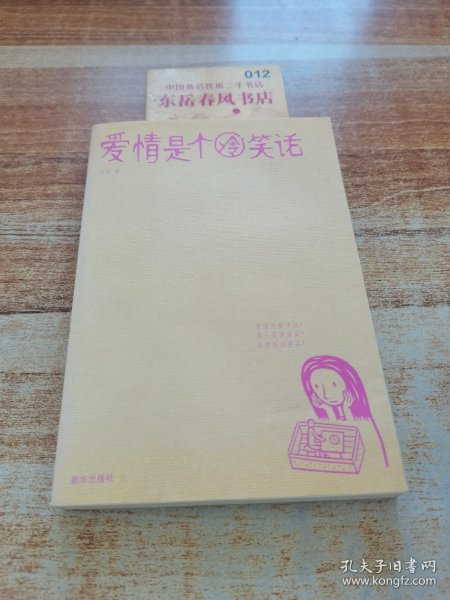 012
中国著名优质二手书店
东岳春风书店
爱情是个冷笑话
新华出版社
孔夫子旧书网
www.kongfz.com